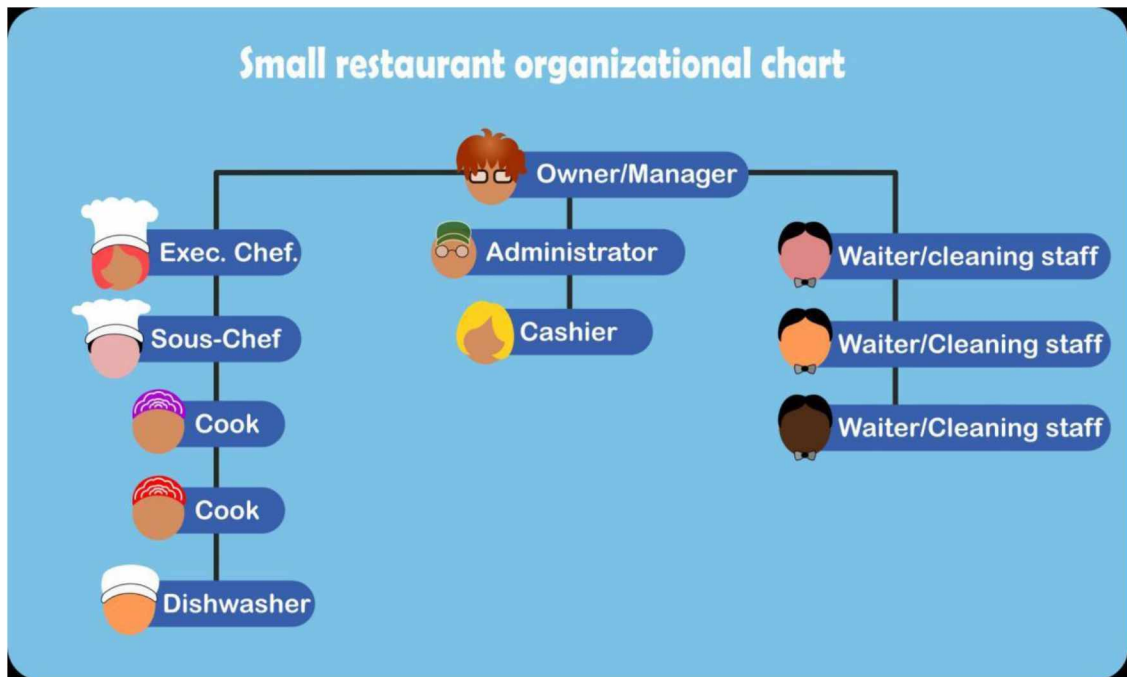 Small restaurant organizational chart
Owner/Manager
Exec. Chef.
Sous-Chef
Cook
Cook
Dishwasher
Administrator
Cashier
Waiter/cleaning staff
Waiter/Cleaning staff
Waiter/Cleaning staff